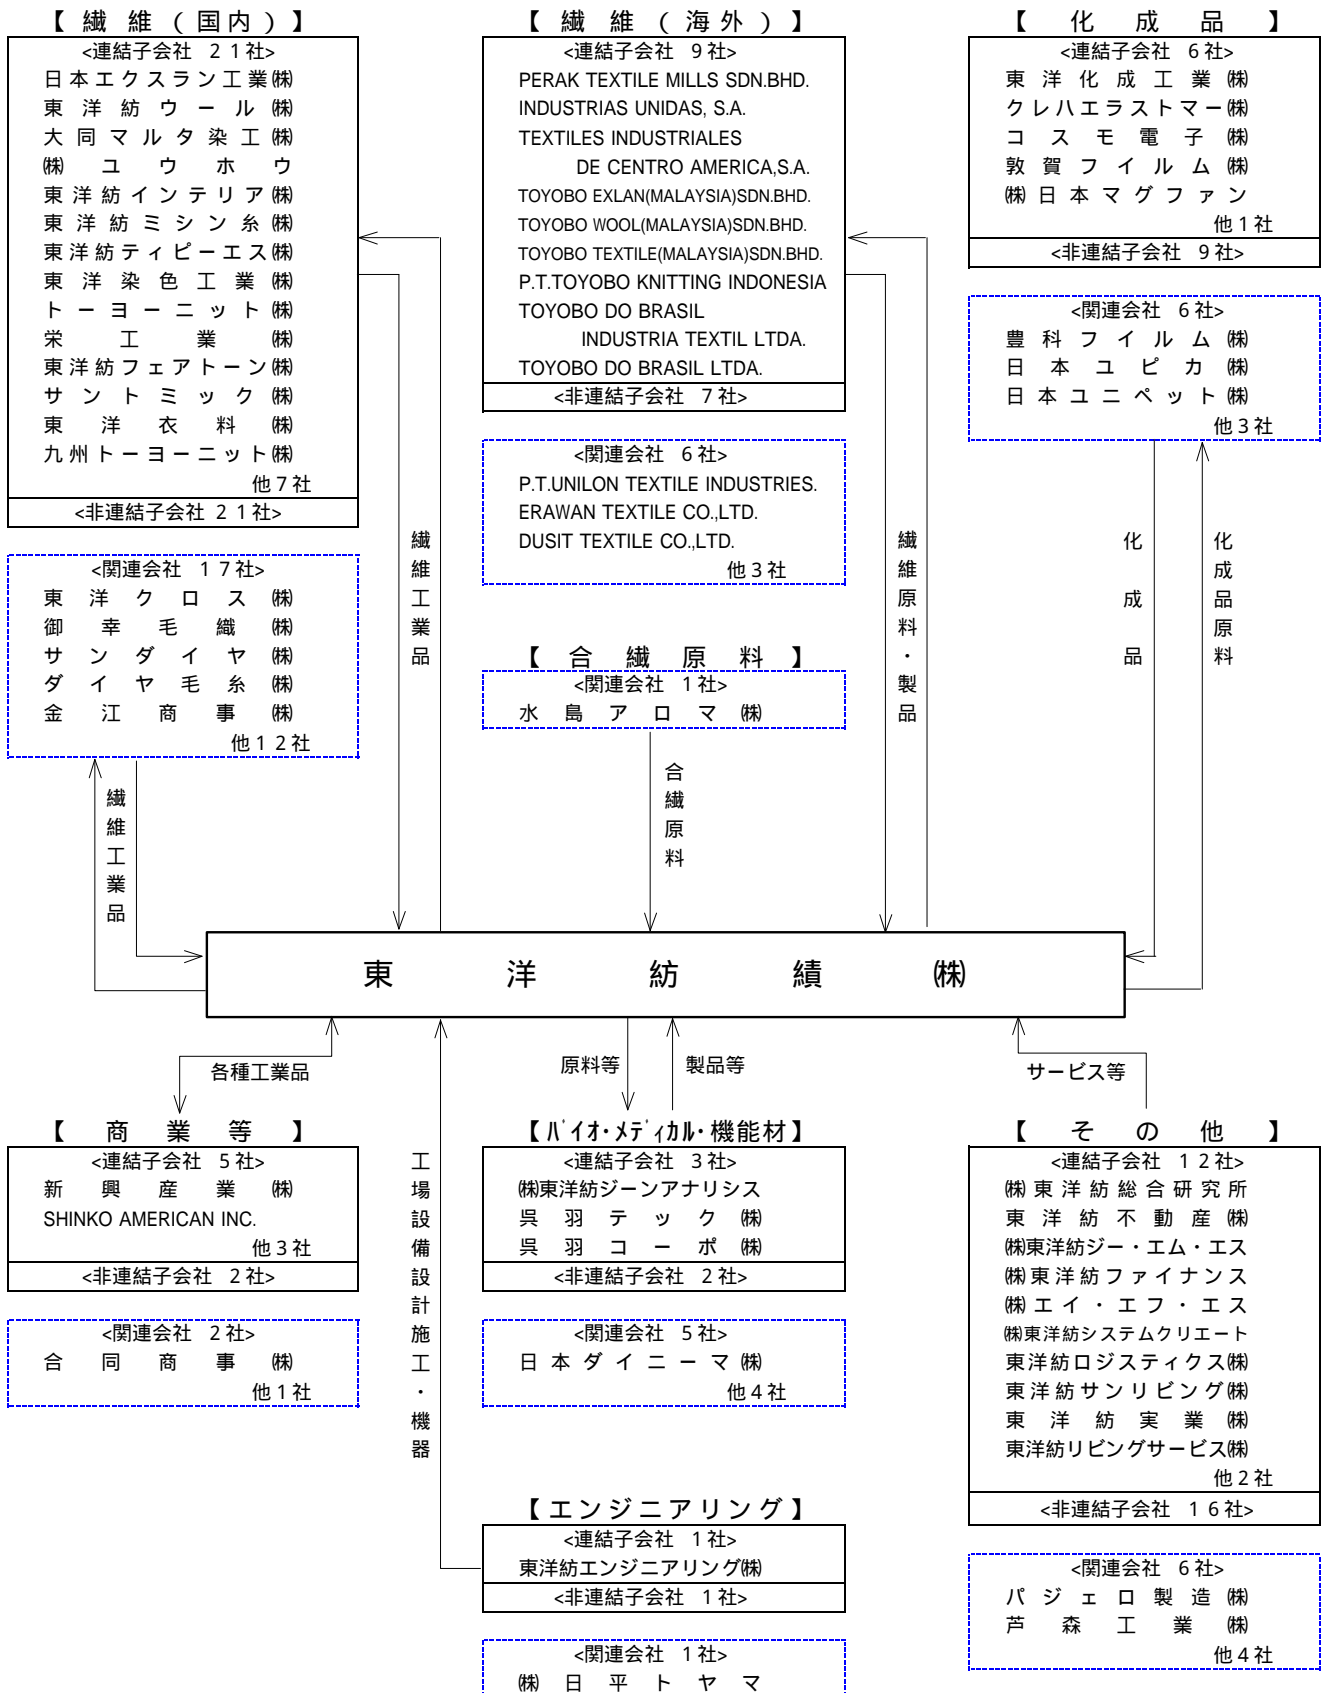 【繊維(国内)】
<連結子会社 21社>
日本エクスラン工業㈱
東洋紡ウール㈱
大同マルタ染工㈱
㈱ユウホウ
東洋紡インテリア㈱
東洋紡ミシン糸㈱
東洋紡ティピーエス㈱
東洋染色工業㈱
トーヨーニット㈱
栄工業㈱
東洋紡フェアトーン㈱
サントミック㈱
東洋衣料㈱
九州トーヨーニット㈱
他7社
<非連結子会社 21社>
<関連会社 17社>
東洋クロス㈱
御幸毛織㈱
サンダイヤ㈱
ダイヤ毛糸㈱
金江商事㈱
他12社
繊維工業品
繊維工業品
【繊維(海外)】
<連結子会社 9社>
PERAK TEXTILE MILLS SDN.BHD.
INDUSTRIAS UNIDAS, S.A.
TEXTILES INDUSTRIALES
DE CENTRO AMERICA,S.A.
TOYOBO EXLAN(MALAYSIA)SDN.BHD.
TOYOBO WOOL(MALAYSIA)SDN.BHD.
TOYOBO TEXTILE(MALAYSIA)SDN.BHD.
P.T.TOYOBO KNITTING INDONESIA
TOYOBO DO BRASIL
INDUSTRIA TEXTIL LTDA.
TOYOBO DO BRASIL LTDA.
<非連結子会社 7社>
<関連会社 6社>
P.T.UNILON TEXTILE INDUSTRIES.
ERAWAN TEXTILE CO.,LTD.
DUSIT TEXTILE CO.,LTD.
他3社
繊維原料・製品
【合繊原料】
<関連会社 1社>
水島アロマ㈱
合繊原料
【化成品】
<連結子会社 6社>
東洋化成工業㈱
クレハエラストマー㈱
コスモ電子㈱
敦賀フイルム㈱
㈱日本マグファン
他1社
<非連結子会社 9社>
<関連会社 6社>
豊科フイルム㈱
日本ユピカ㈱
日本ユニペット㈱
他3社
化成品
化成品原料
東洋紡績㈱
各種工業品
原料等
製品等
サービス等
【商業等】
<連結子会社 5社>
新興産業㈱
SHINKO AMERICAN INC.
他3社
<非連結子会社 2社>
<関連会社 2社>
合同商事㈱
他1社
工場設備設計施工・機器
【ﾊﾞｲｵ・ﾒﾃﾞｨｶﾙ・機能材】
<連結子会社 3社>
㈱東洋紡ジーンアナリシス
呉羽テック㈱
呉羽コーポ㈱
<非連結子会社 2社>
<関連会社 5社>
日本ダイニーマ㈱
他4社
【エンジニアリング】
<連結子会社 1社>
東洋紡エンジニアリング㈱
<非連結子会社 1社>
<関連会社 1社>
㈱日平トヤマ
【その他】
<連結子会社 12社>
㈱東洋紡総合研究所
東洋紡不動産㈱
㈱東洋紡ジー・エム・エス
㈱東洋紡ファイナンス
㈱エイ・エフ・エス
㈱東洋紡システムクリエート
東洋紡ロジスティクス㈱
東洋紡サンリビング㈱
東洋紡実業㈱
東洋紡リビングサービス㈱
他2社
<非連結子会社 16社>
<関連会社 6社>
パジェロ製造㈱
芦森工業㈱
他4社